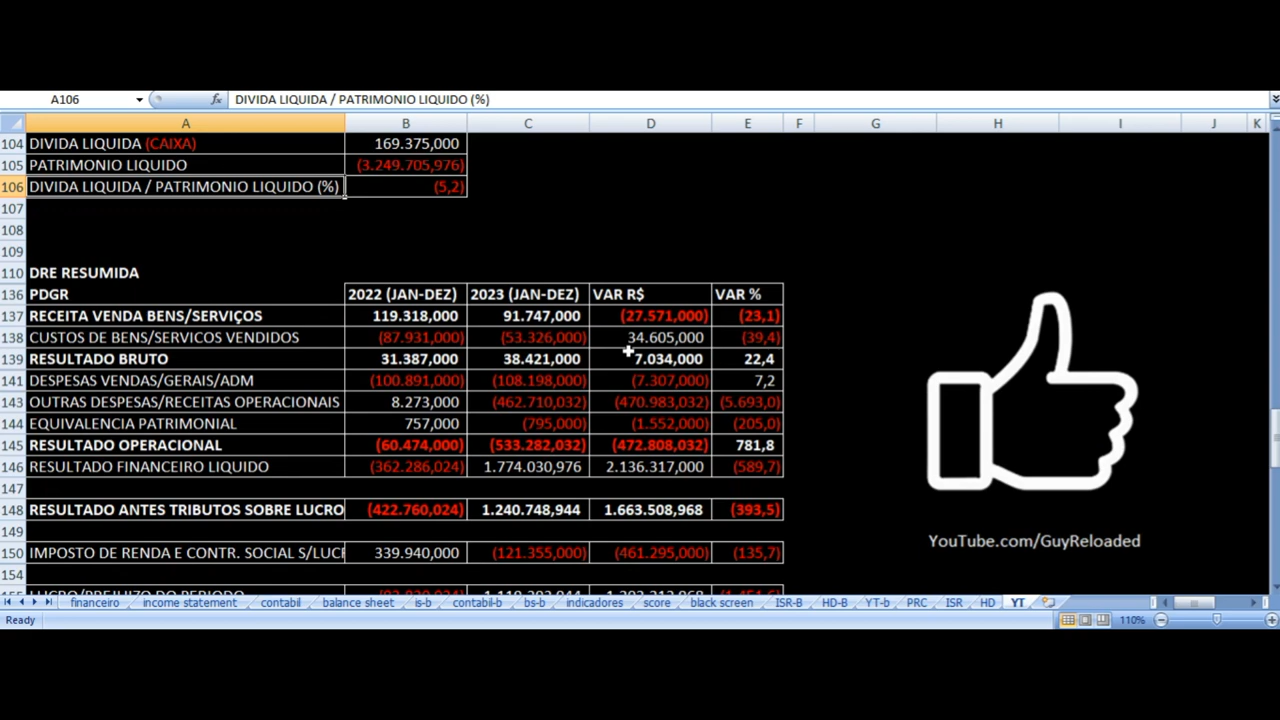 A106 fx DIVIDA LIQUIDA / PATRIMONIO LIQUIDO (%)
A B C D E F G H I J K
104 DIVIDA LIQUIDA (CAIXA) 169.375,000
105 PATRIMONIO LIQUIDO (3.249.705,976)
106 DIVIDA LIQUIDA / PATRIMONIO LIQUIDO (%) (5,2)
107
108
109
110 DRE RESUMIDA
136 PDGR 2022 (JAN-DEZ) 2023 (JAN-DEZ) VAR R$ VAR %
137 RECEITA VENDA BENS/SERVIÇOS 119.318,000 91.747,000 (27.571,000) (23,1)
138 CUSTOS DE BENS/SERVICOS VENDIDOS (87.931,000) (53.326,000) 34.605,000 (39,4)
139 RESULTADO BRUTO 31.387,000 38.421,000 7.034,000 22,4
141 DESPESAS VENDAS/GERAIS/ADM (100.891,000) (108.198,000) (7.307,000) 7,2
143 OUTRAS DESPESAS/RECEITAS OPERACIONAIS 8.273,000 (462.710,032) (470.983,032) (5.693,0)
144 EQUIVALENCIA PATRIMONIAL 757,000 (795,000) (1.552,000) (205,0)
145 RESULTADO OPERACIONAL (60.474,000) (533.282,032) (472.808,032) 781,8
146 RESULTADO FINANCEIRO LIQUIDO (362.286,024) 1.774.030,976 2.136.317,000 (589,7)
147
148 RESULTADO ANTES TRIBUTOS SOBRE LUCRO (422.760,024) 1.240.748,944 1.663.508,968 (393,5)
149
YouTube.com/GuyReloaded
150 IMPOSTO DE RENDA E CONTR. SOCIAL S/LUCF 339.940,000 (121.355,000) (461.295,000) (135,7)
154
financeiro income statement contabil balance sheet is-b contabil-b bs-b indicadores score black screen ISR-B HD-B YT-b PRC ISR HD YT
Ready 110%